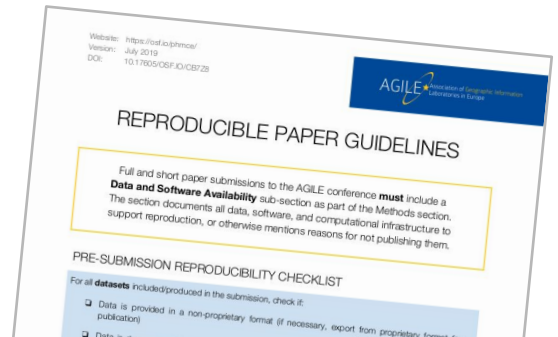 Website: https://osf.io/phmce/
Version: July 2019
DOI: 10.17605/OSF.IO/CB7Z8
AGILE Association of Geographic Information
Laboratories in Europe
REPRODUCIBLE PAPER GUIDELINES
Full and short paper submissions to the AGILE conference must include a
Data and Software Availability sub-section as part of the Methods section.
The section documents all data, software, and computational infrastructure to
support reproduction, or otherwise mentions reasons for not publishing them.
PRE-SUBMISSION REPRODUCIBILITY CHECKLIST
For all datasets included/produced in the submission, check if:
❏ Data is provided in a non-proprietary format (if necessary, export from proprietary format
publication)
❏ Data